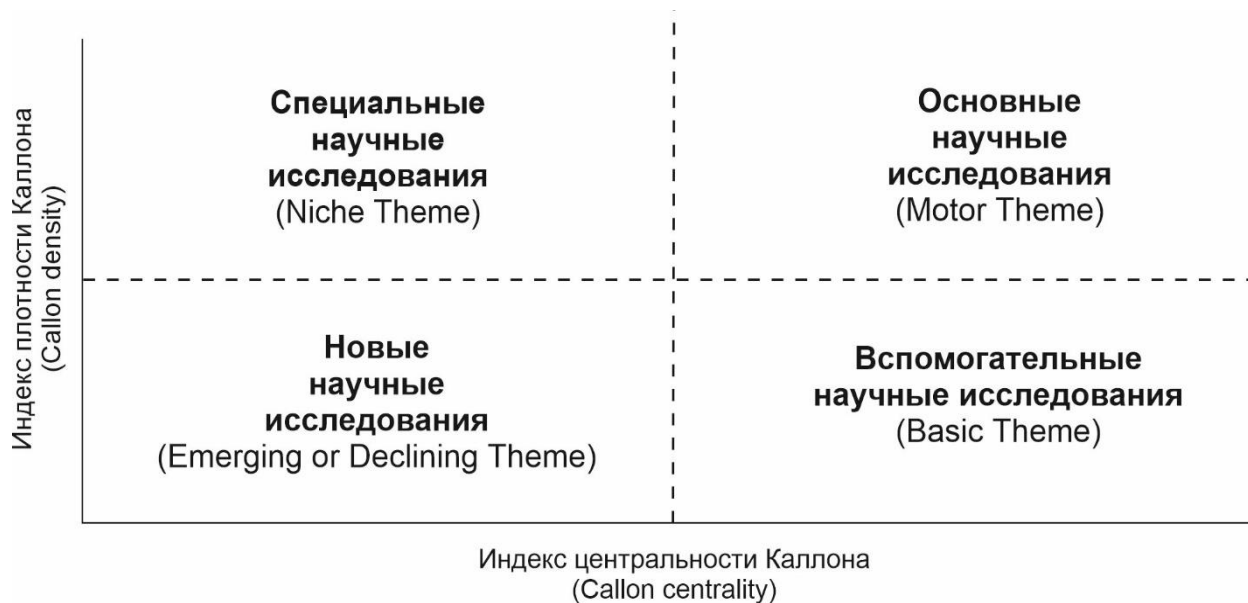 Индекс плотности Каллона
(Callon density)
Специальные
научные
исследования
(Niche Theme)
Основные
научные
исследования
(Motor Theme)
Новые
научные
исследования
(Emerging or Declining Theme)
Вспомогательные
научные исследования
(Basic Theme)
Индекс центральности Каллона
(Callon centrality)